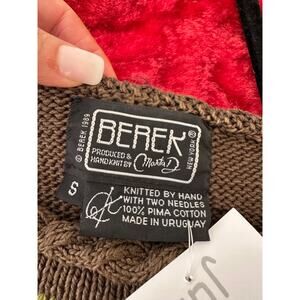 © BEREK 1989
BEREK
NEW YORK ®
PRODUCED &
HAND KNIT BY Marta D.
S
KNITTED BY HAND
WITH TWO NEEDLES
100% PIMA COTTON
MADE IN URUGUAY
Ju